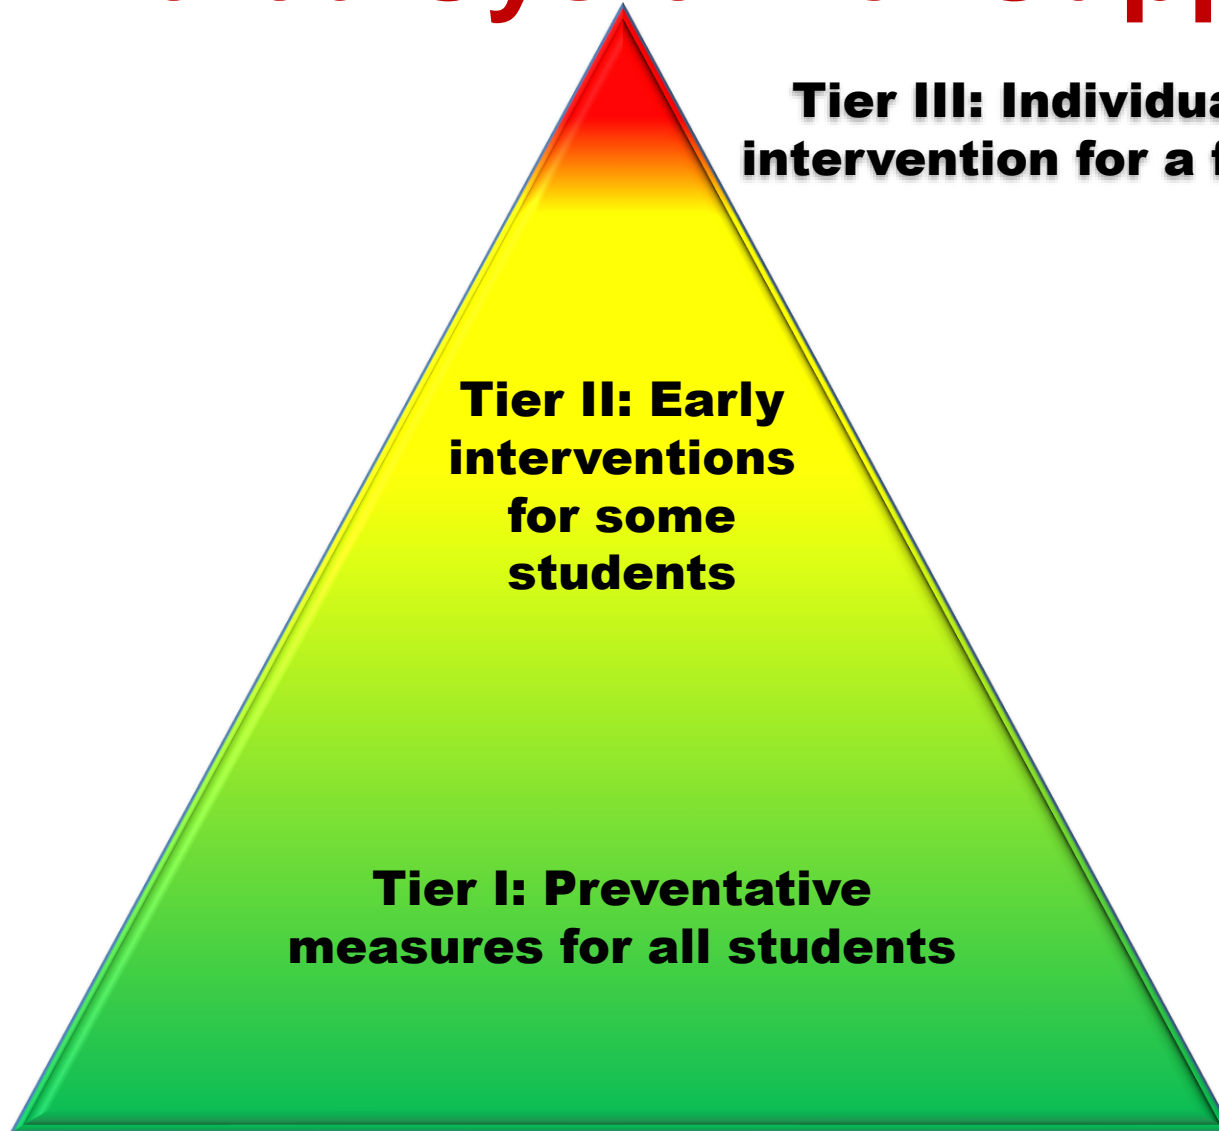 Tier III: Individua
intervention for a f
Tier II: Early
interventions
for some
students
Tier I: Preventative
measures for all students